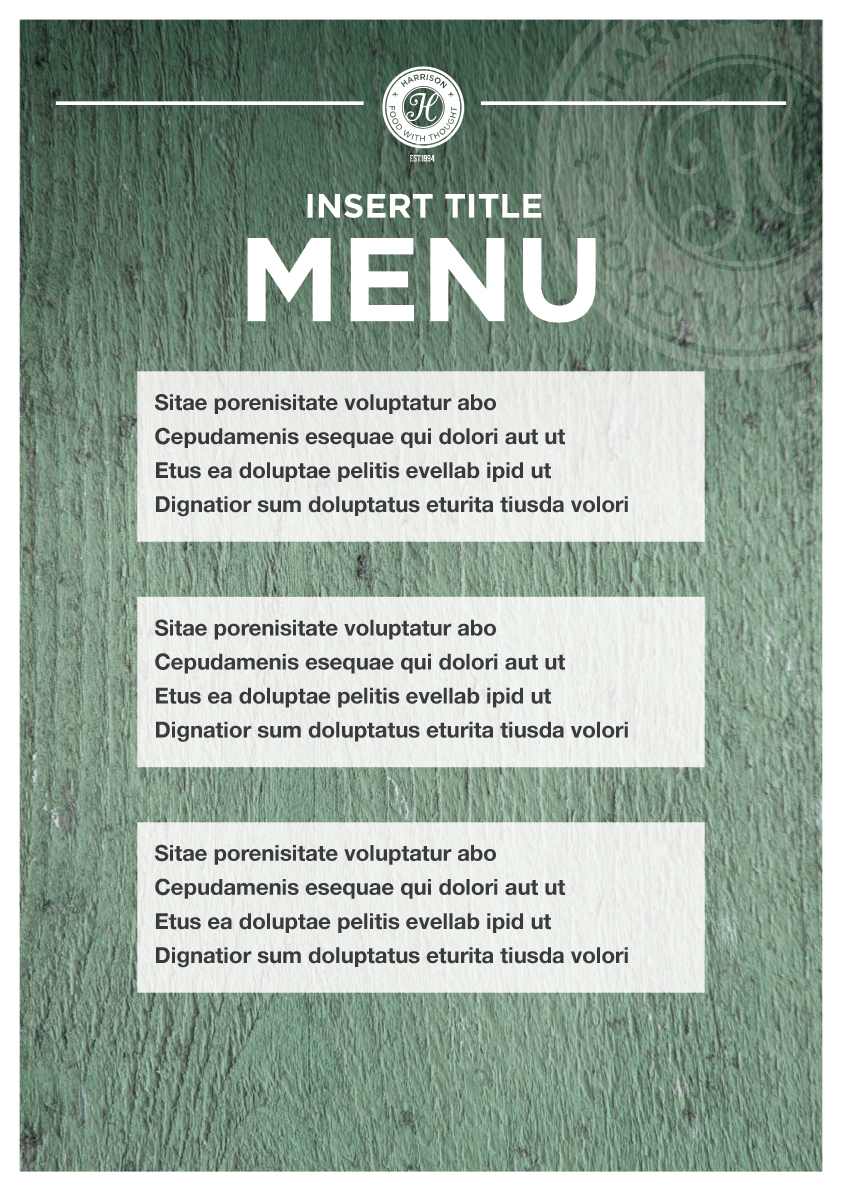 HARRISON
H
FOOD WITH THOUGHT
EST1994
HARRISON
H
FOOD WITH
INSERT TITLE
MENU
Sitae porenisitate voluptatur abo
Cepudamenis esequae qui dolori aut ut
Etus ea doluptae pelitis evellab ipid ut
Dignatior sum doluptatus eturita tiusda volori
Sitae porenisitate voluptatur abo
Cepudamenis esequae qui dolori aut ut
Etus ea doluptae pelitis evellab ipid ut
Dignatior sum doluptatus eturita tiusda volori
Sitae porenisitate voluptatur abo
Cepudamenis esequae qui dolori aut ut
Etus ea doluptae pelitis evellab ipid ut
Dignatior sum doluptatus eturita tiusda volori